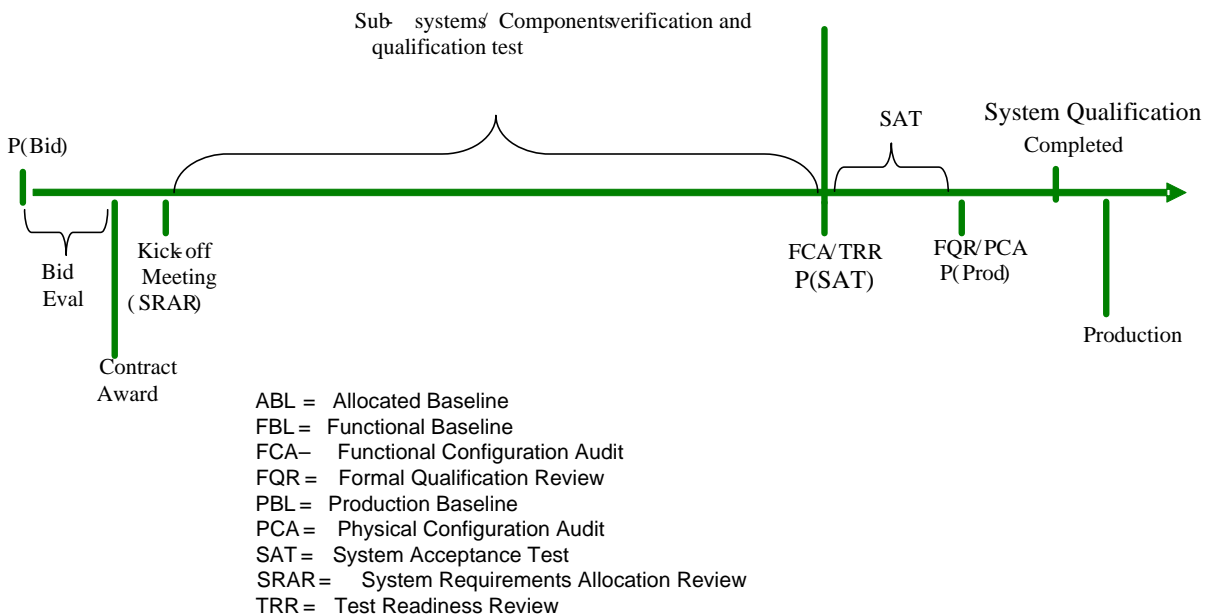 Sub- systems/ Componentsverification and
qualification test
SAT
System Qualification
Completed
P(Bid)
Bid
Eval
Kick-off
Meeting
(SRAR)
FCA/TRR
P(SAT)
FQR/PCA
P(Prod)
Production
Contract
Award
ABL = Allocated Baseline
FBL = Functional Baseline
FCA– Functional Configuration Audit
FQR = Formal Qualification Review
PBL = Production Baseline
PCA = Physical Configuration Audit
SAT = System Acceptance Test
SRAR = System Requirements Allocation Review
TRR = Test Readiness Review